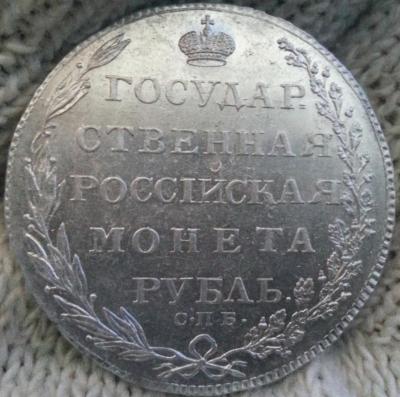 ГОСУДАР
СТВЕННАЯ
РОССІЙСКАЯ
МОНЕТА
РУБЛЬ.
С.П.Б.